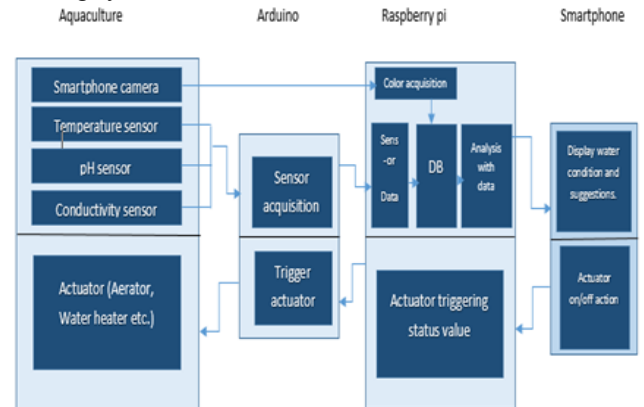 Aquaculture
Arduino
Raspberry pi
Smartphone
Smartphone camera
Temperature sensor
pH sensor
Conductivity sensor
Sensor
acquisition
Color acquisition
Sens
-or
Data
DB
Analysis
with
data
Display water
condition and
suggestions.
Actuator (Aerator,
Water heater etc.)
Trigger
actuator
Actuator triggering
status value
Actuator
on/off action